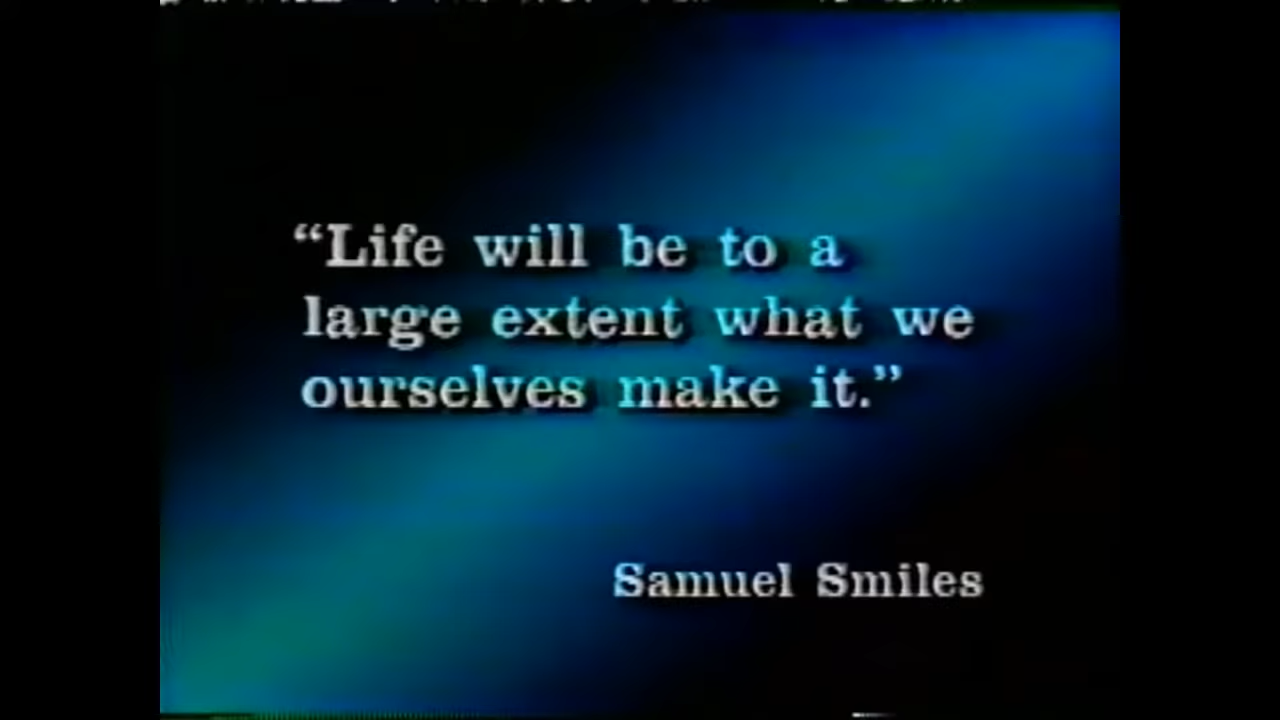 “Life will be to a
large extent what we
ourselves make it.”
Samuel Smiles